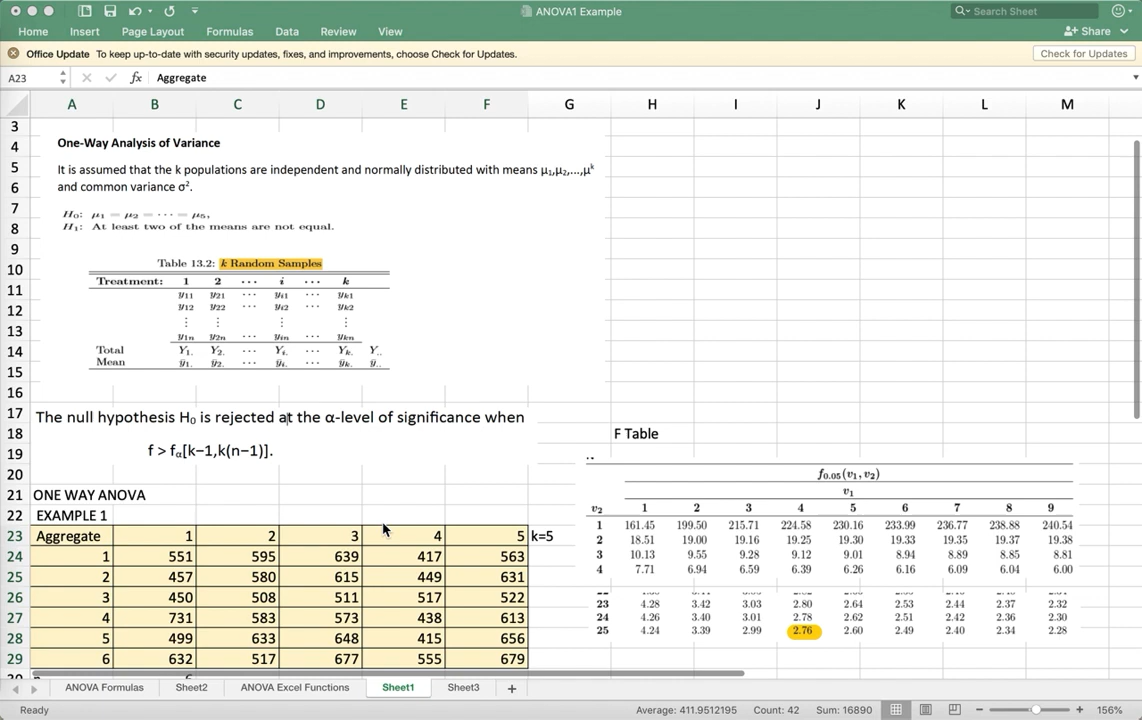 ANOVA1 Example
Search Sheet
Home Insert Page Layout Formulas Data Review View Share
Office Update To keep up-to-date with security updates, fixes, and improvements, choose Check for Updates. Check for Updates
A23 fx Aggregate
A B C D E F G H I J K L M
3
4 One-Way Analysis of Variance
5 It is assumed that the k populations are independent and normally distributed with means μ₁,μ₂,...,μᵏ
6 and common variance σ².
7 H₀: μ₁ = μ₂ = ··· = μ₅,
8 H₁: At least two of the means are not equal.
9
10 Table 13.2: k Random Samples
Treatment: 1 2 ··· i ··· k
11 y₁₁ y₂₁ ··· yᵢ₁ ··· yₖ₁
12 y₁₂ y₂₂ ··· yᵢ₂ ··· yₖ₂
⋮ ⋮ ⋮ ⋮
13 y₁ₙ y₂ₙ ··· yᵢₙ ··· yₖₙ
14 Total Y₁. Y₂. ··· Yᵢ. ··· Yₖ. Y..
15 Mean ȳ₁. ȳ₂. ··· ȳᵢ. ··· ȳₖ. ȳ..
16
17 The null hypothesis H₀ is rejected at the α-level of significance when
18 F Table
19 f > fα[k−1,k(n−1)].
20
f₀.₀₅(v₁, v₂)
v₁
v₂ 1 2 3 4 5 6 7 8 9
1 161.45 199.50 215.71 224.58 230.16 233.99 236.77 238.88 240.54
2 18.51 19.00 19.16 19.25 19.30 19.33 19.35 19.37 19.38
3 10.13 9.55 9.28 9.12 9.01 8.94 8.89 8.85 8.81
4 7.71 6.94 6.59 6.39 6.26 6.16 6.09 6.04 6.00
23 4.28 3.42 3.03 2.80 2.64 2.53 2.44 2.37 2.32
24 4.26 3.40 3.01 2.78 2.62 2.51 2.42 2.36 2.30
25 4.24 3.39 2.99 2.76 2.60 2.49 2.40 2.34 2.28
21 ONE WAY ANOVA
22 EXAMPLE 1
23 Aggregate 1 2 3 4 5 k=5
24 1 551 595 639 417 563
25 2 457 580 615 449 631
26 3 450 508 511 517 522
27 4 731 583 573 438 613
28 5 499 633 648 415 656
29 6 632 517 677 555 679
ANOVA Formulas Sheet2 ANOVA Excel Functions Sheet1 Sheet3 +
Ready Average: 411.9512195 Count: 42 Sum: 16890 156%